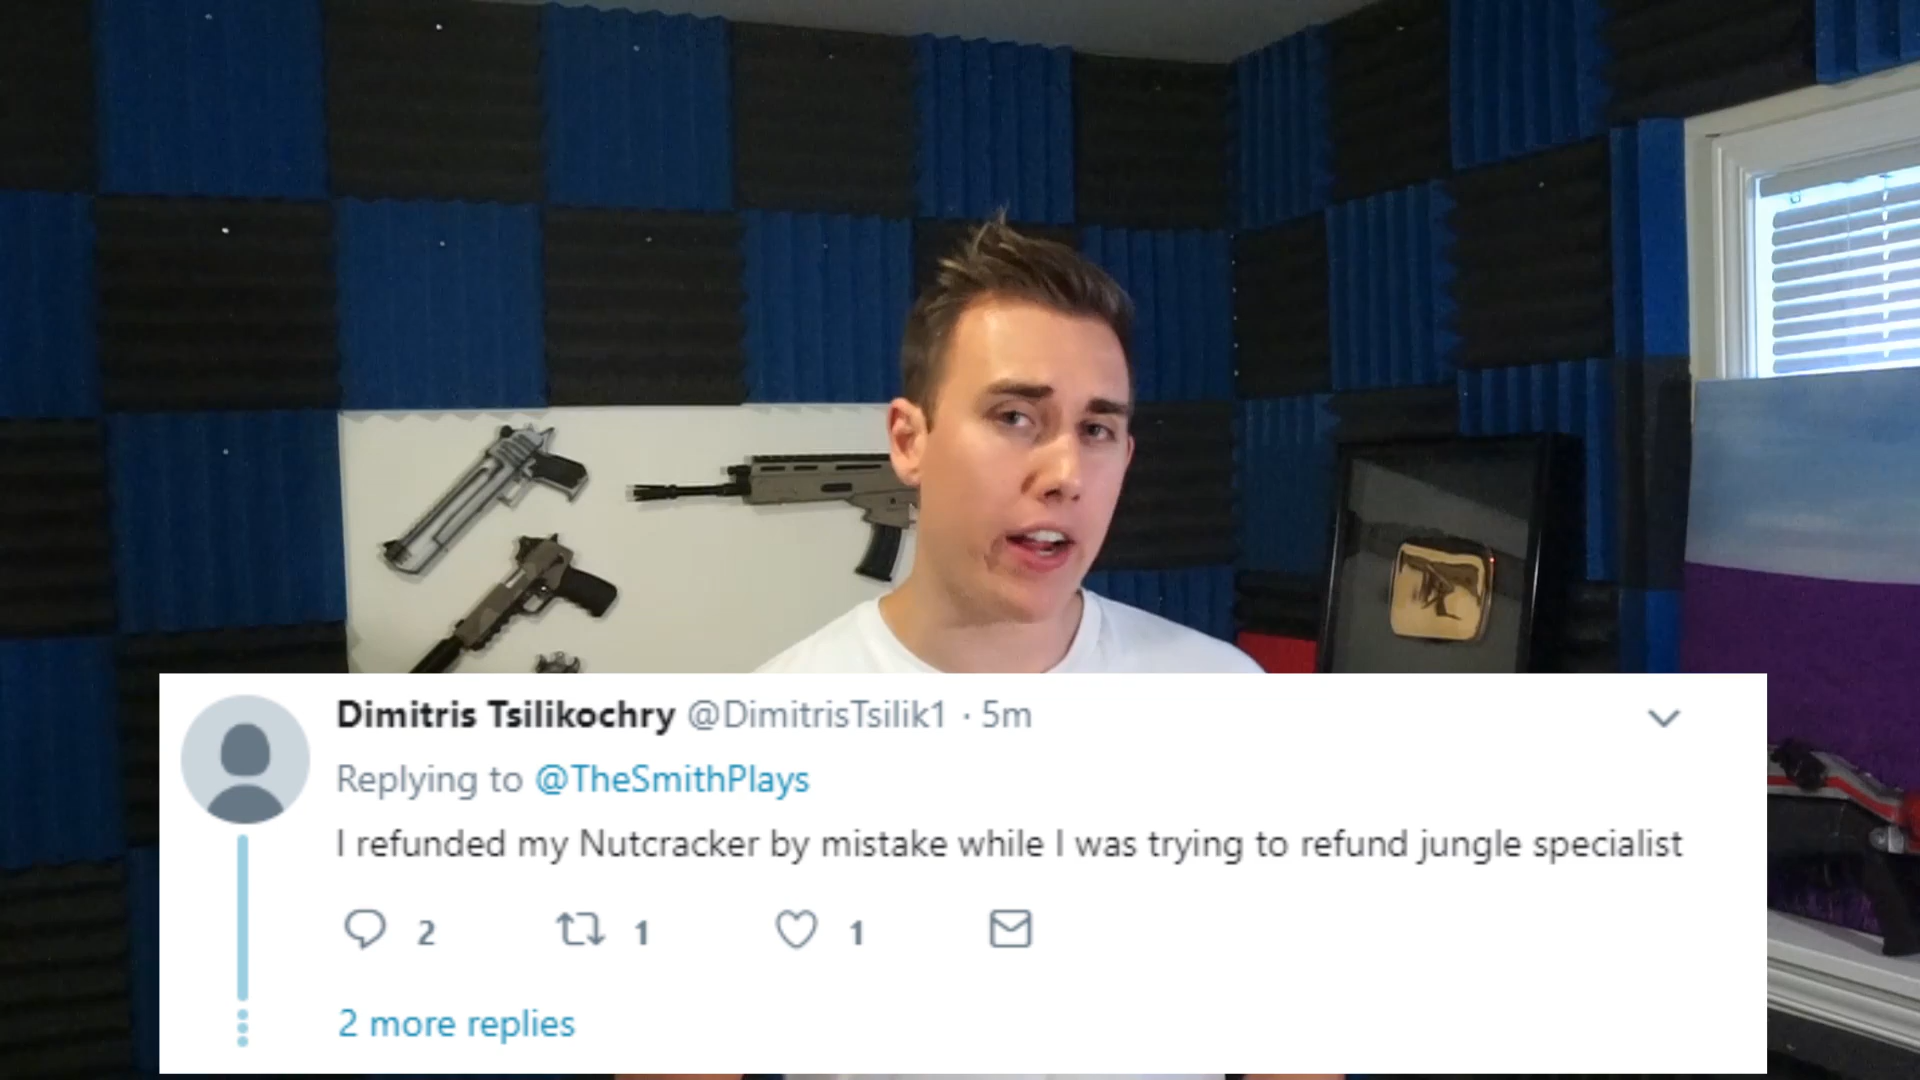 Dimitris Tsilikochry @DimitrisTsilik1 · 5m
Replying to @TheSmithPlays
I refunded my Nutcracker by mistake while I was trying to refund jungle specialist
2 1 1
2 more replies